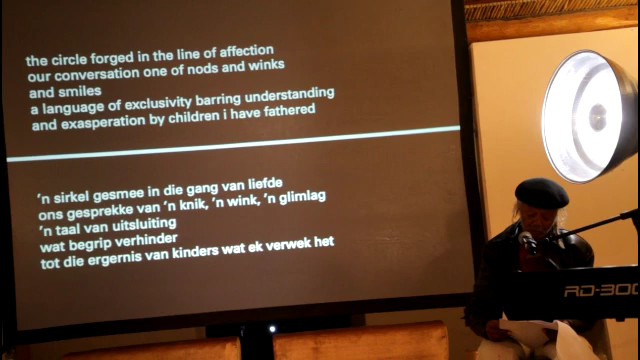 the circle forged in the line of affection
our conversation one of nods and winks
and smiles
a language of exclusivity barring understanding
and exasperation by children i have fathered
'n sirkel gesmee in die gang van liefde
ons gesprekke van 'n knik, 'n wink, 'n glimlag
'n taal van uitsluiting
wat begrip verhinder
tot die ergernis van kinders wat ek verwek het
RD-300